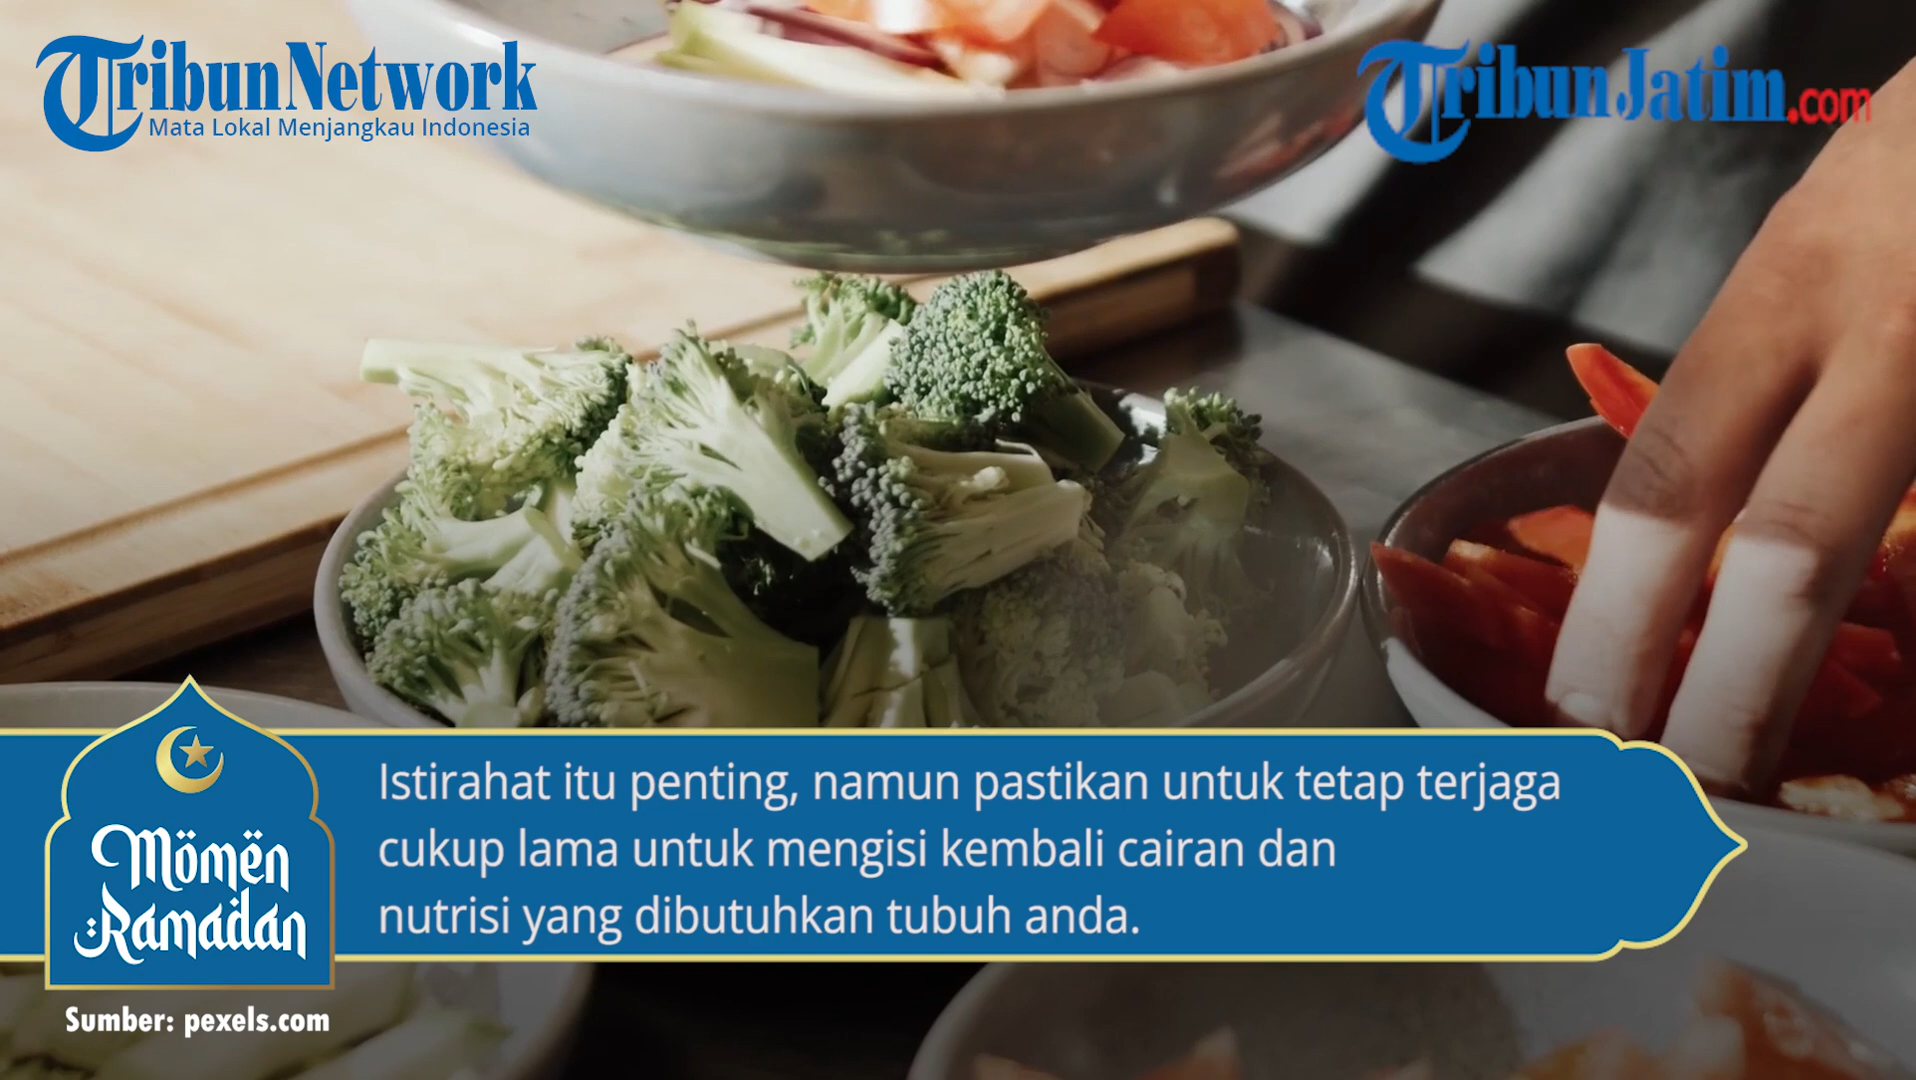 TribunNetwork
Mata Lokal Menjangkau Indonesia
TribunJatim.com
Istirahat itu penting, namun pastikan untuk tetap terjaga
cukup lama untuk mengisi kembali cairan dan
nutrisi yang dibutuhkan tubuh anda.
Mömën
Ramadan
Sumber: pexels.com